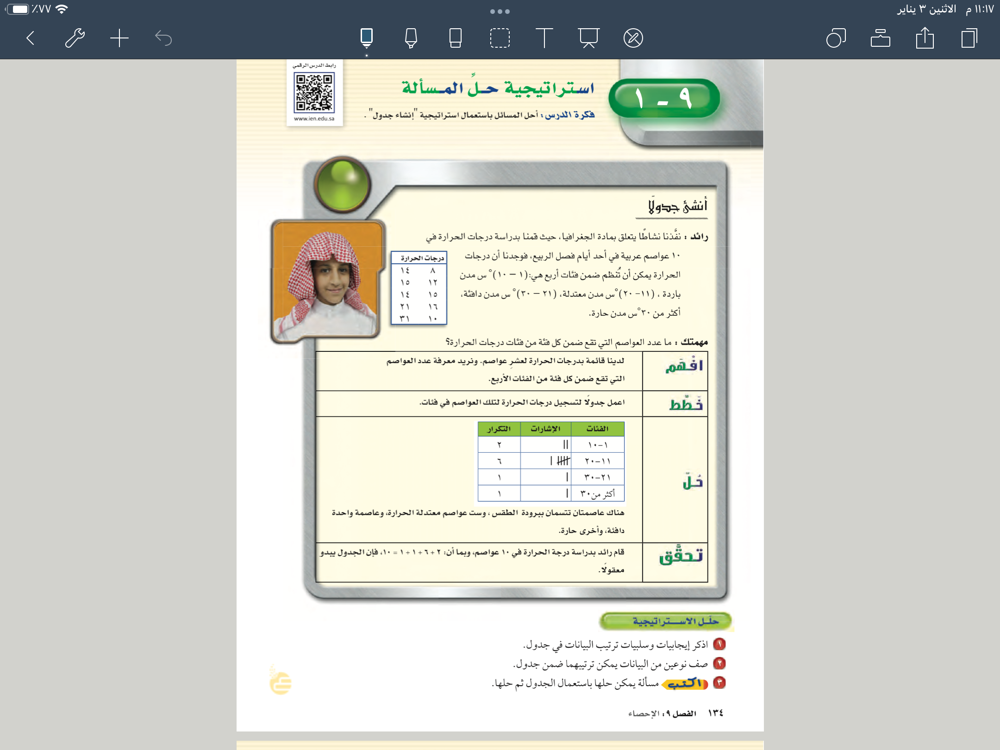 ١١:١٧ م الاثنين ٣ يناير
٪٧٧
رابط الدرس الرقمي
www.ien.edu.sa
٩ - ١
استراتيجية حلِّ المسألة
فكرة الدرس : أحل المسائل باستعمال استراتيجية "إنشاء جدول" .
أنشئ جدولًا
رائد : نفَّذنا نشاطًا يتعلق بمادة الجغرافيا، حيث قمنا بدراسة درجات الحرارة في
١٠ عواصم عربية في أحد أيام فصل الربيع، فوجدنا أن درجات
الحرارة يمكن أن تُنظم ضمن فئات أربع هي:(١ – ١٠)°س مدن
باردة ، (١١- ٢٠)°س مدن معتدلة، (٢١ – ٣٠)°س مدن دافئة،
أكثر من ٣٠°س مدن حارة.
درجات الحرارة
٨ ١٤
١٢ ١٥
١٥ ١٤
١٦ ٢١
١٠ ٣١
مهمتك : ما عدد العواصم التي تقع ضمن كل فئة من فئات درجات الحرارة؟
افْهَم
لدينا قائمة بدرجات الحرارة لعشرِ عواصم. ونريد معرفة عدد العواصم
التي تقع ضمن كل فئة من الفئات الأربع.
خَطِّط
اعمل جدولًا لتسجيل درجات الحرارة لتلك العواصم في فئات.
حُلّ
الفئات الإشارات التكرار
١-١٠ || ٢
١١-٢٠ |||| | ٦
٢١-٣٠ | ١
أكثر من ٣٠ | ١
هناك عاصمتان تتسمان ببرودة الطقس ، وست عواصم معتدلة الحرارة، وعاصمة واحدة
دافئة، وأخرى حارة.
تحقَّق
قام رائد بدراسة درجة الحرارة في ١٠ عواصم، وبما أن: ٢ + ٦ + ١ + ١ = ١٠، فإن الجدول يبدو
معقولًا.
حلّل الاستراتيجية
١ اذكر إيجابيات وسلبيات ترتيب البيانات في جدول.
٢ صف نوعين من البيانات يمكن ترتيبهما ضمن جدول.
٣ اكتب مسألة يمكن حلها باستعمال الجدول ثم حلها.
١٣٤ الفصل ٩: الإحصاء